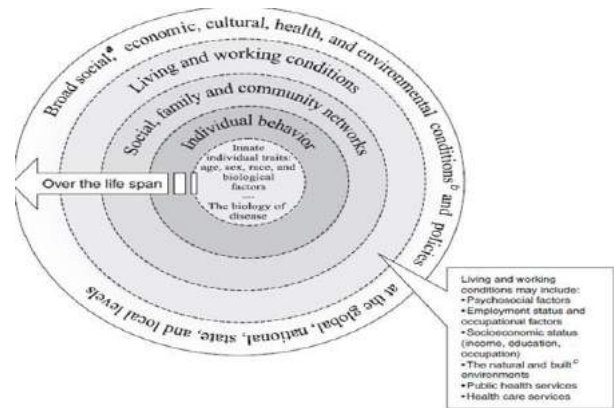 Broad social,a economic, cultural, health, and environmental conditionsb and policies
at the global, national, state, and local levels
Living and working conditions
Social, family and community networks
Individual behavior
Innate
individual traits:
age, sex, race, and
biological
factors
The biology of
disease
Over the life span
Living and working
conditions may include:
•Psychosocial factors
•Employment status and
occupational factors
•Socioeconomic status
(income, education,
occupation)
•The natural and builtc
environments
•Public health services
•Health care services